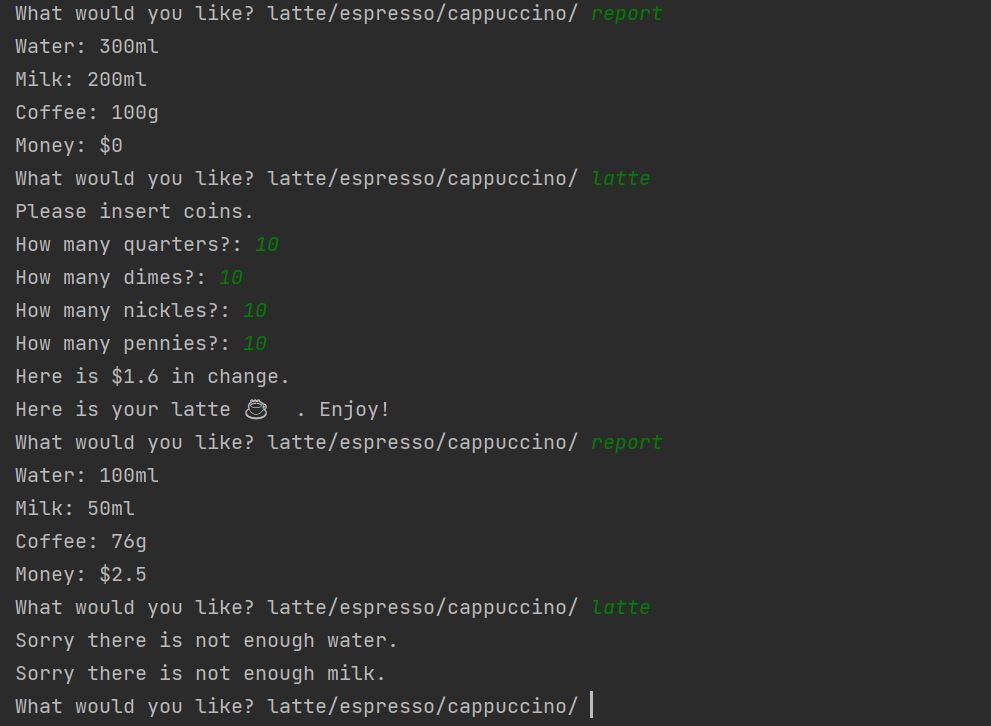 What would you like? latte/espresso/cappuccino/ report
Water: 300ml
Milk: 200ml
Coffee: 100g
Money: $0
What would you like? latte/espresso/cappuccino/ latte
Please insert coins.
How many quarters?: 10
How many dimes?: 10
How many nickles?: 10
How many pennies?: 10
Here is $1.6 in change.
Here is your latte ☕ . Enjoy!
What would you like? latte/espresso/cappuccino/ report
Water: 100ml
Milk: 50ml
Coffee: 76g
Money: $2.5
What would you like? latte/espresso/cappuccino/ latte
Sorry there is not enough water.
Sorry there is not enough milk.
What would you like? latte/espresso/cappuccino/